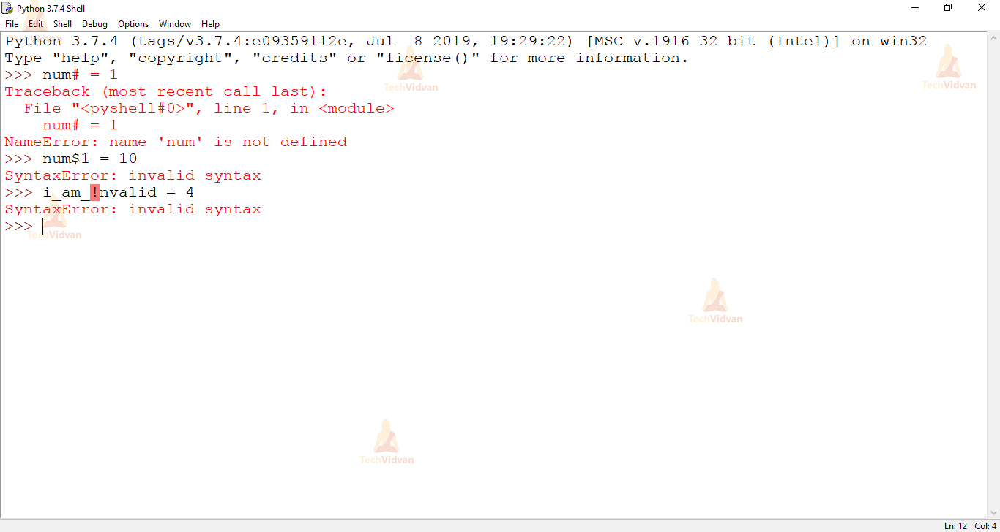 Python 3.7.4 Shell
File Edit Shell Debug Options Window Help
Python 3.7.4 (tags/v3.7.4:e09359112e, Jul  8 2019, 19:29:22) [MSC v.1916 32 bit (Intel)] on win32
Type "help", "copyright", "credits" or "license()" for more information.
>>> num# = 1
Traceback (most recent call last):
  File "<pyshell#0>", line 1, in <module>
    num# = 1
NameError: name 'num' is not defined
>>> num$1 = 10
SyntaxError: invalid syntax
>>> i_am_!nvalid = 4
SyntaxError: invalid syntax
>>>
TechVidvan
TechVidvan
TechVidvan
TechVidvan
TechVidvan
Ln: 12 Col: 4